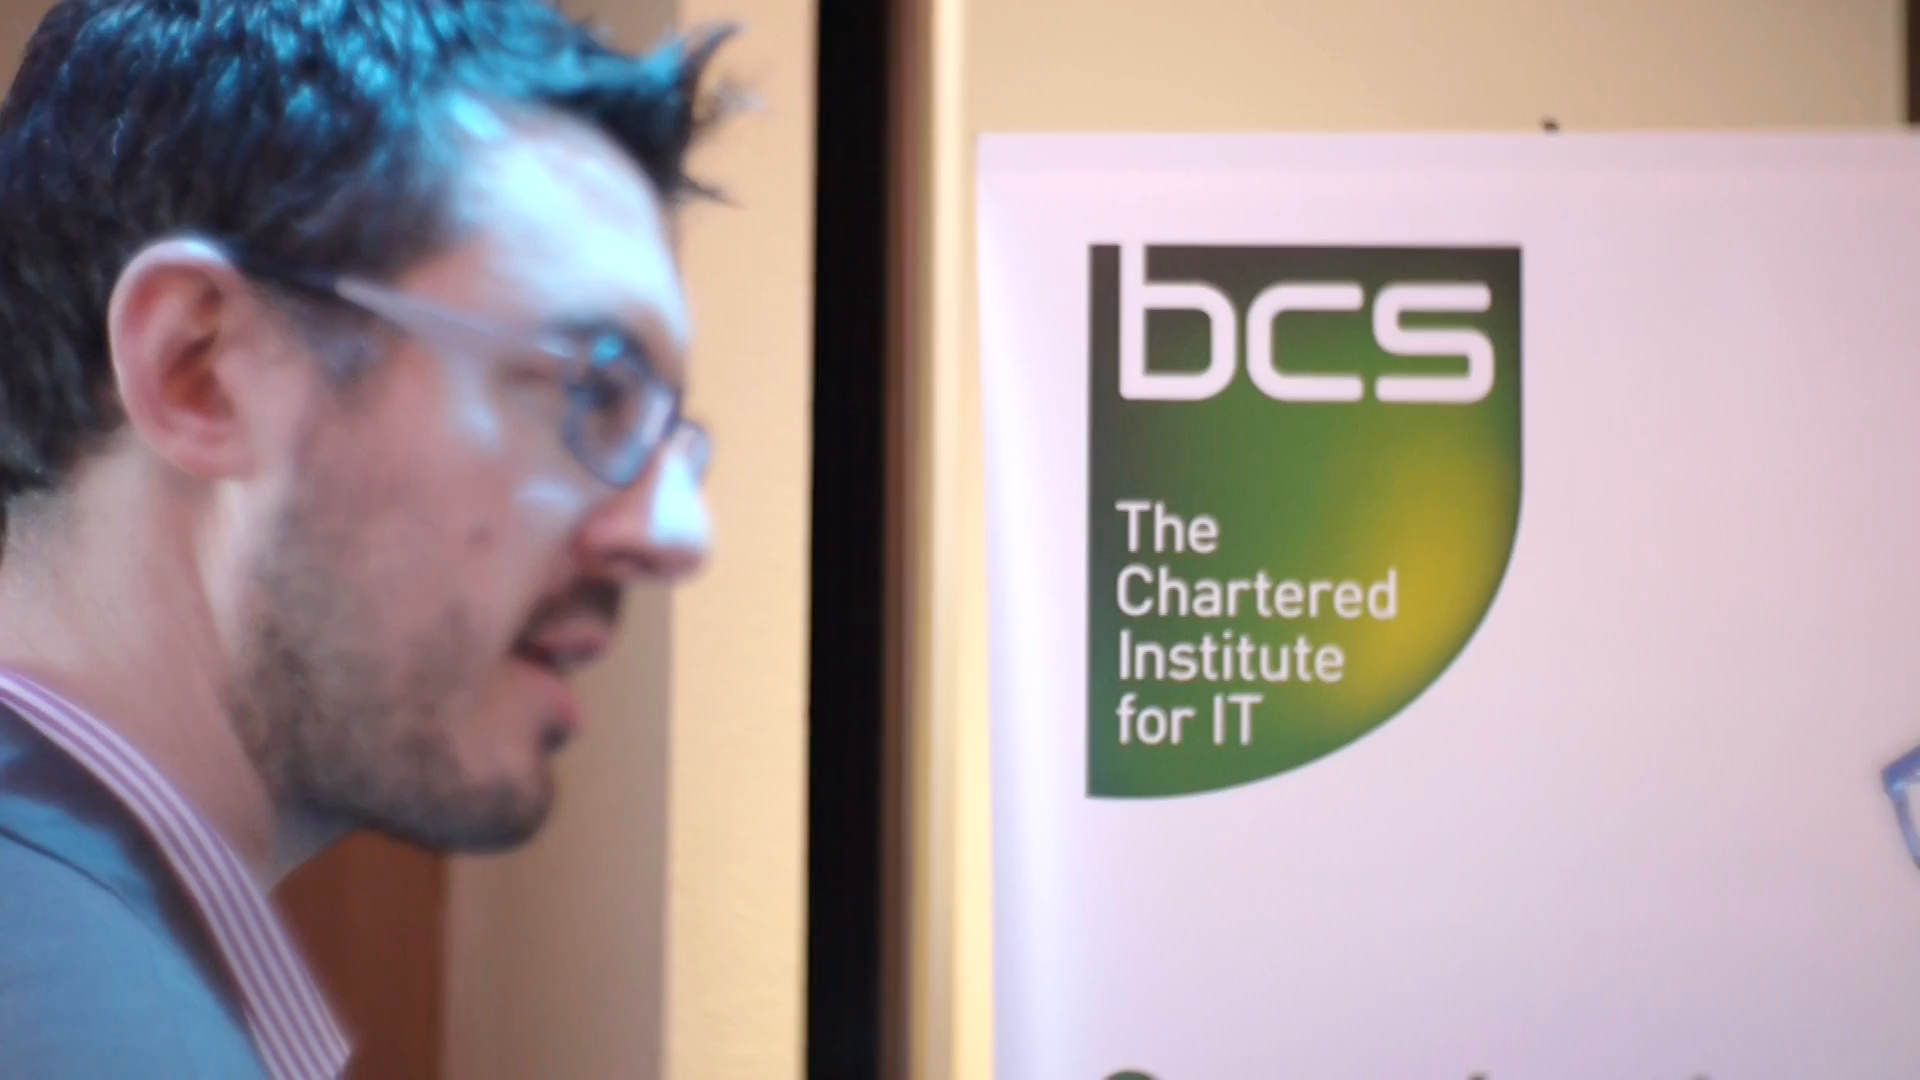 bcs
The
Chartered
Institute
for IT